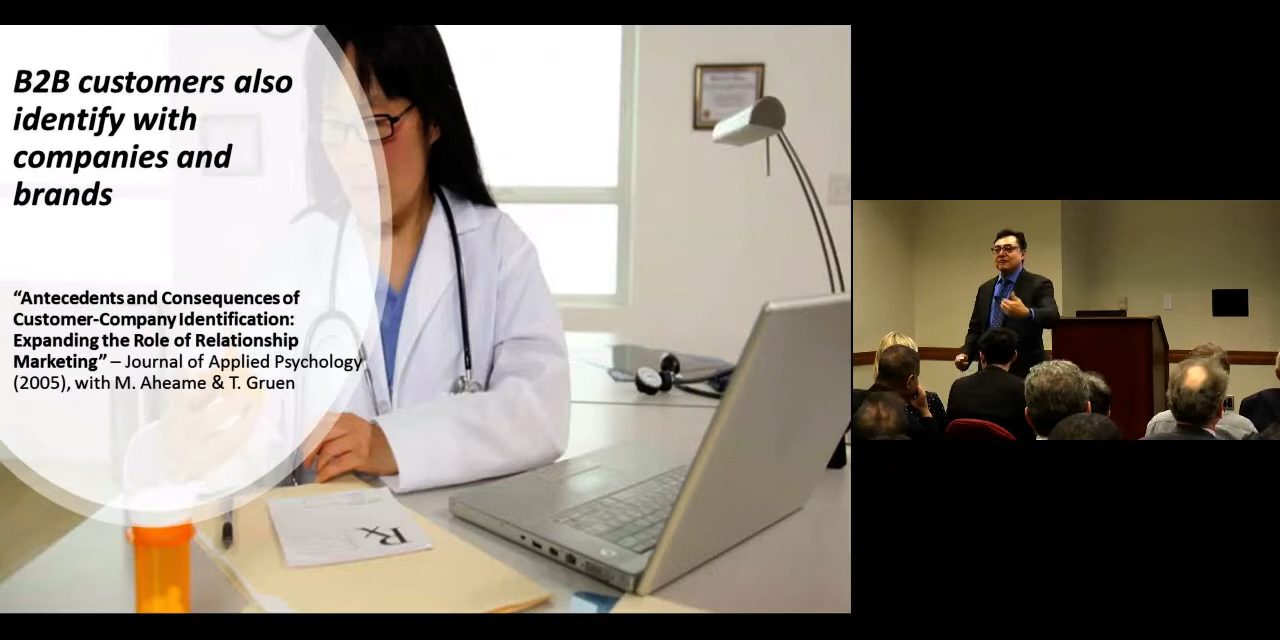 B2B customers also
identify with
companies and
brands
“Antecedents and Consequences of
Customer-Company Identification:
Expanding the Role of Relationship
Marketing” – Journal of Applied Psychology
(2005), with M. Aheame & T. Gruen
Rx